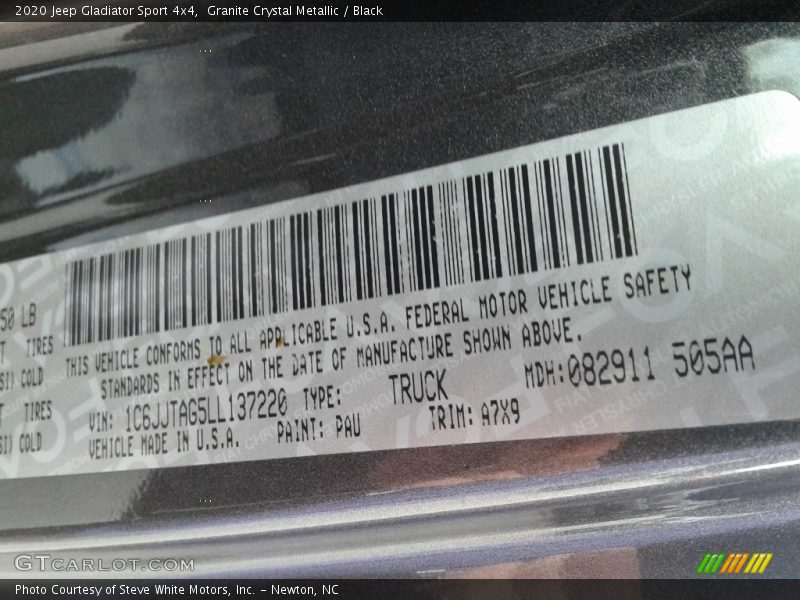 2020 Jeep Gladiator Sport 4x4,  Granite Crystal Metallic / Black
50 LB
TIRES
SI) COLD
TIRES
SI) COLD
THIS VEHICLE CONFORMS TO ALL APPLICABLE U.S.A. FEDERAL MOTOR VEHICLE SAFETY
STANDARDS IN EFFECT ON THE DATE OF MANUFACTURE SHOWN ABOVE.
VIN: 1C6JJTAG5LL137220 TYPE: TRUCK MDH:082911 505AA
VEHICLE MADE IN U.S.A. PAINT: PAU TRIM: A7X9
GTCARLOT.COM
Photo Courtesy of Steve White Motors, Inc. – Newton, NC